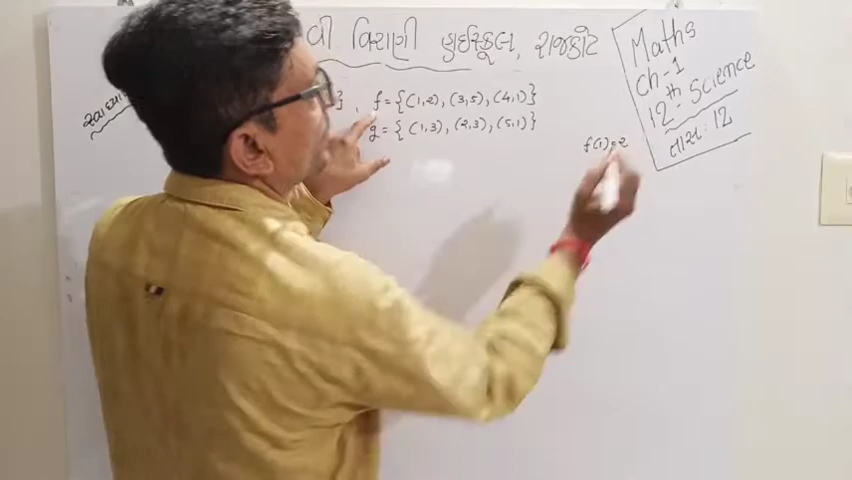 વી વિરાણી હાઈસ્કૂલ, રાજકોટ
Maths
Ch-1
12th Science
તાસ: 12
}, f={(1,2), (3,5), (4,1)}
g={(1,3), (2,3), (5,1)}
f(1)=2